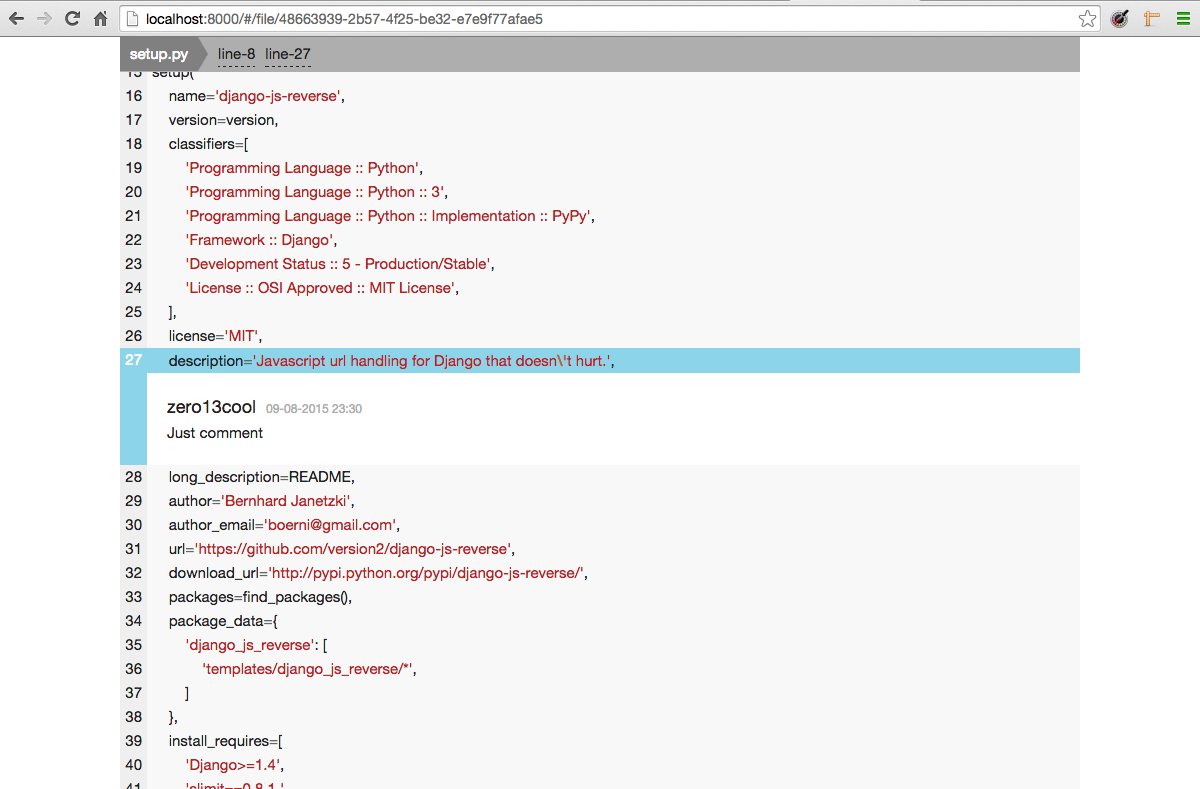 localhost:8000/#/file/48663939-2b57-4f25-be32-e7e9f77afae5
setup.py line-8 line-27
15 setup(
16 name='django-js-reverse',
17 version=version,
18 classifiers=[
19 'Programming Language :: Python',
20 'Programming Language :: Python :: 3',
21 'Programming Language :: Python :: Implementation :: PyPy',
22 'Framework :: Django',
23 'Development Status :: 5 - Production/Stable',
24 'License :: OSI Approved :: MIT License',
25 ],
26 license='MIT',
27 description='Javascript url handling for Django that doesn\'t hurt.',
zero13cool 09-08-2015 23:30
Just comment
28 long_description=README,
29 author='Bernhard Janetzki',
30 author_email='boerni@gmail.com',
31 url='https://github.com/version2/django-js-reverse',
32 download_url='http://pypi.python.org/pypi/django-js-reverse/',
33 packages=find_packages(),
34 package_data={
35 'django_js_reverse': [
36 'templates/django_js_reverse/*',
37 ]
38 },
39 install_requires=[
40 'Django>=1.4',
41 'slimit==0.8.1,'